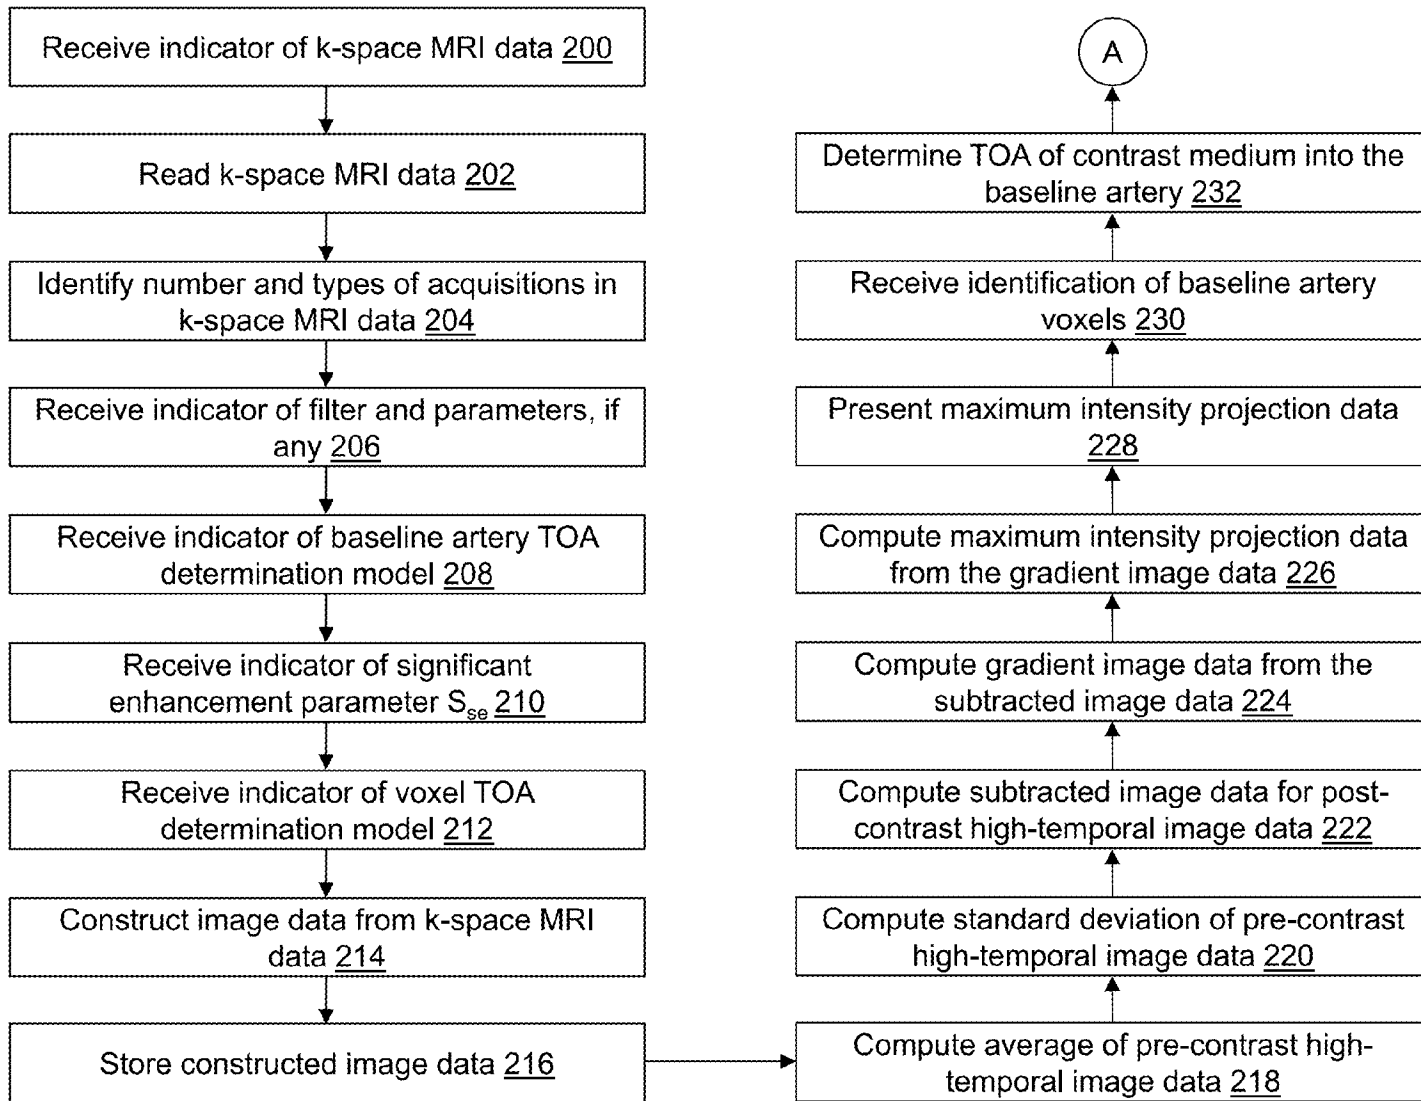 Receive indicator of k-space MRI data 200
Read k-space MRI data 202
Identify number and types of acquisitions in
k-space MRI data 204
Receive indicator of filter and parameters, if
any 206
Receive indicator of baseline artery TOA
determination model 208
Receive indicator of significant
enhancement parameter Sse 210
Receive indicator of voxel TOA
determination model 212
Construct image data from k-space MRI
data 214
Store constructed image data 216
A
Determine TOA of contrast medium into the
baseline artery 232
Receive identification of baseline artery
voxels 230
Present maximum intensity projection data
228
Compute maximum intensity projection data
from the gradient image data 226
Compute gradient image data from the
subtracted image data 224
Compute subtracted image data for post-
contrast high-temporal image data 222
Compute standard deviation of pre-contrast
high-temporal image data 220
Compute average of pre-contrast high-
temporal image data 218